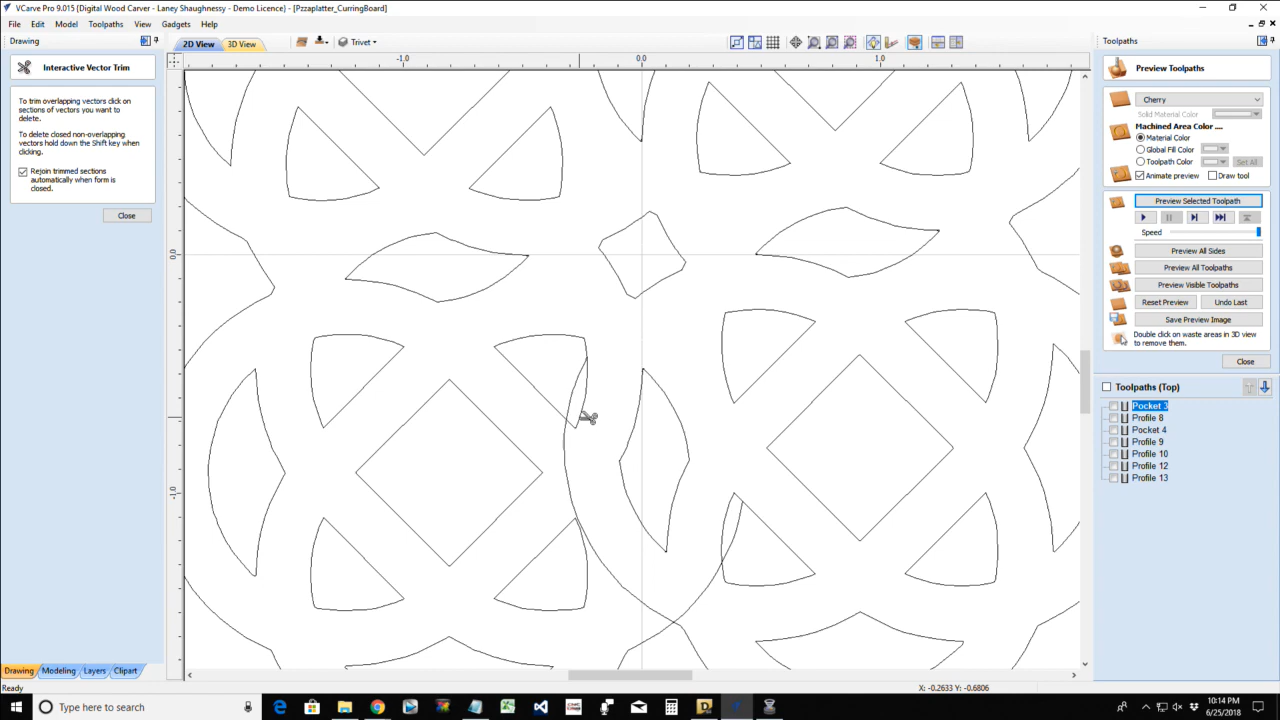 VCarve Pro 9.015 {Digital Wood Carver - Laney Shaughnessy - Demo Licence} - [Pzzaplatter_CurringBoard]
File Edit Model Toolpaths View Gadgets Help
Drawing
2D View 3D View Trivet
Toolpaths
-1.0 0.0 1.0
Interactive Vector Trim
Preview Toolpaths
To trim overlapping vectors click on
sections of vectors you want to
delete.
To delete closed non-overlapping
vectors hold down the Shift key when
clicking.
Rejoin trimmed sections
automatically when form is
closed.
Close
0.0
-1.0
Cherry
Solid Material Color
Machined Area Color ....
Material Color
Global Fill Color
Toolpath Color Set All
Animate preview Draw tool
Preview Selected Toolpath
Speed
Preview All Sides
Preview All Toolpaths
Preview Visible Toolpaths
Reset Preview Undo Last
Save Preview Image
Double click on waste areas in 3D view
to remove them.
Close
Toolpaths (Top)
Pocket 3
Profile 8
Pocket 4
Profile 9
Profile 10
Profile 12
Profile 13
Drawing Modeling Layers Clipart
Ready X: -0.2633 Y: -0.6806
Type here to search
10:14 PM
6/25/2018